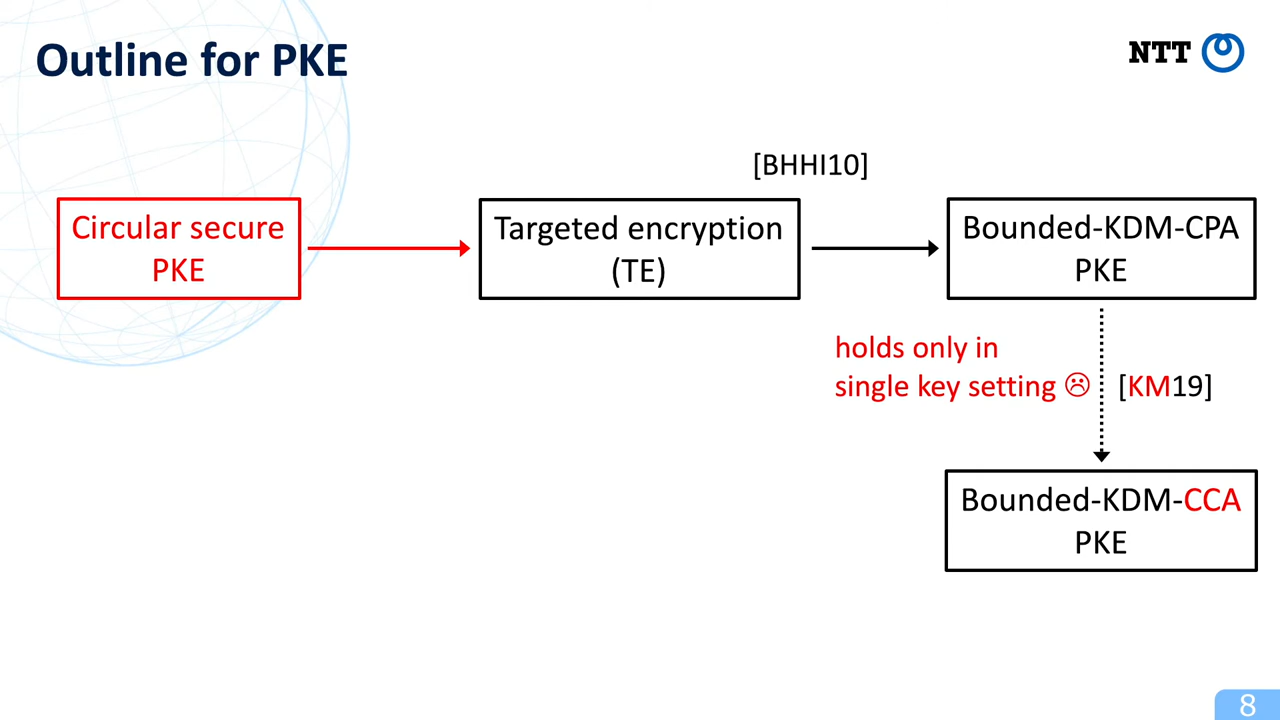 Outline for PKE
NTT
[BHHI10]
Circular secure
PKE
Targeted encryption
(TE)
Bounded-KDM-CPA
PKE
holds only in
single key setting ☹
[KM19]
Bounded-KDM-CCA
PKE
8